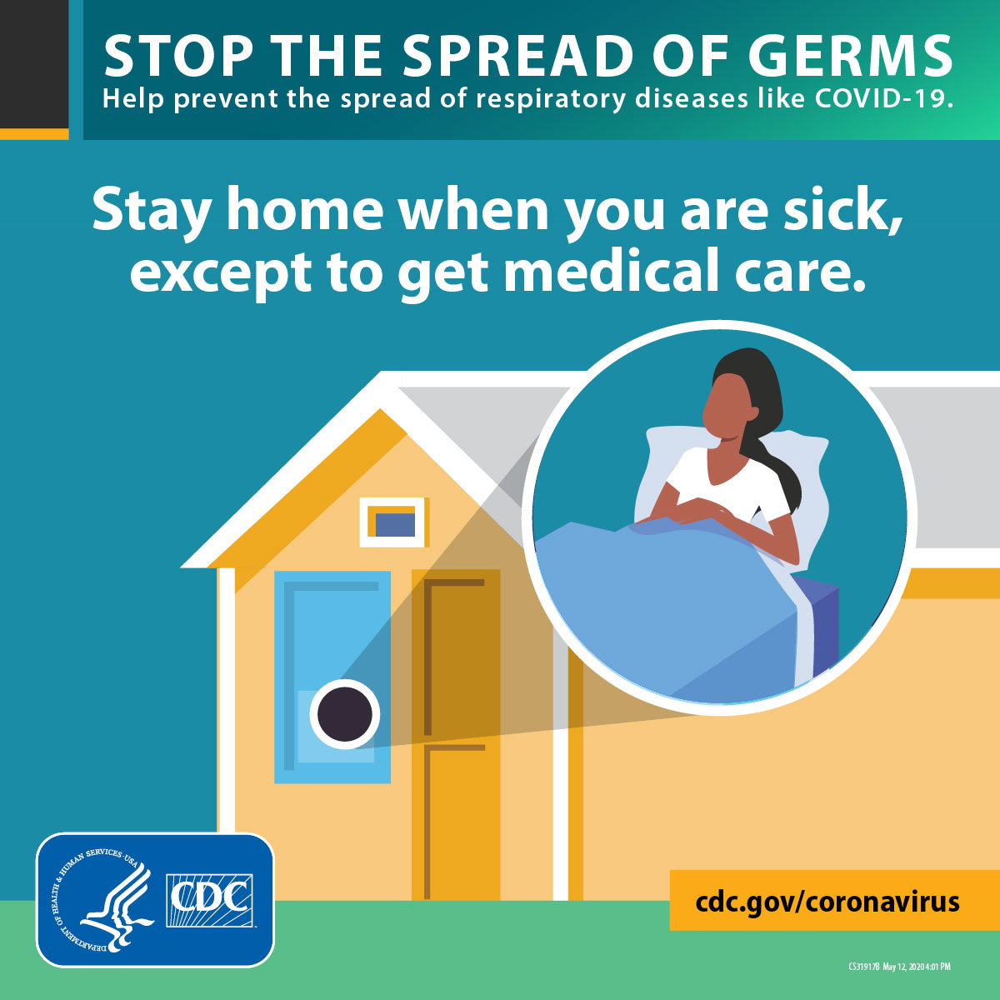 STOP THE SPREAD OF GERMS
Help prevent the spread of respiratory diseases like COVID-19.
Stay home when you are sick,
except to get medical care.
DEPARTMENT OF HEALTH & HUMAN SERVICES·USA
CDC
cdc.gov/coronavirus
CS31917B May 12, 2020 4:01 PM